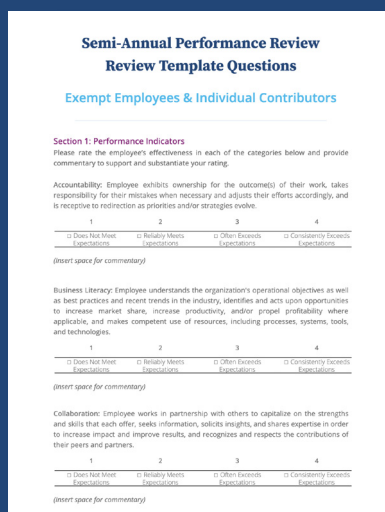 Semi-Annual Performance Review
Review Template Questions
Exempt Employees & Individual Contributors
Section 1: Performance Indicators
Please rate the employee's effectiveness in each of the categories below and provide
commentary to support and substantiate your rating.
Accountability: Employee exhibits ownership for the outcome(s) of their work, takes
responsibility for their mistakes when necessary and adjusts their efforts accordingly, and
is receptive to redirection as priorities and/or strategies evolve.
1 2 3 4
□ Does Not Meet □ Reliably Meets □ Often Exceeds □ Consistently Exceeds
Expectations Expectations Expectations Expectations
(insert space for commentary)
Business Literacy: Employee understands the organization's operational objectives as well
as best practices and recent trends in the industry, identifies and acts upon opportunities
to increase market share, increase productivity, and/or propel profitability where
applicable, and makes competent use of resources, including processes, systems, tools,
and technologies.
1 2 3 4
□ Does Not Meet □ Reliably Meets □ Often Exceeds □ Consistently Exceeds
Expectations Expectations Expectations Expectations
(insert space for commentary)
Collaboration: Employee works in partnership with others to capitalize on the strengths
and skills that each offer, seeks information, solicits insights, and shares expertise in order
to increase impact and improve results, and recognizes and respects the contributions of
their peers and partners.
1 2 3 4
□ Does Not Meet □ Reliably Meets □ Often Exceeds □ Consistently Exceeds
Expectations Expectations Expectations Expectations
(insert space for commentary)